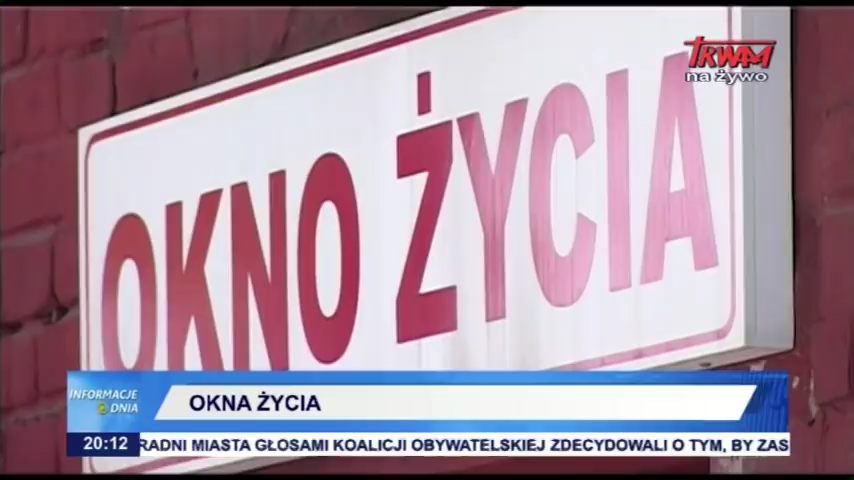 TRWAM
na żywo
OKNO ŻYCIA
INFORMACJE
DNIA
OKNA ŻYCIA
20:12
RADNI MIASTA GŁOSAMI KOALICJI OBYWATELSKIEJ ZDECYDOWALI O TYM, BY ZAS